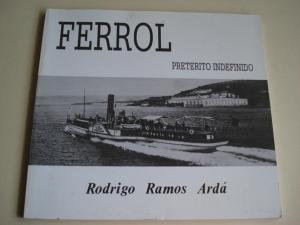 FERROL
PRETERITO INDEFINIDO
Rodrigo Ramos Ardá